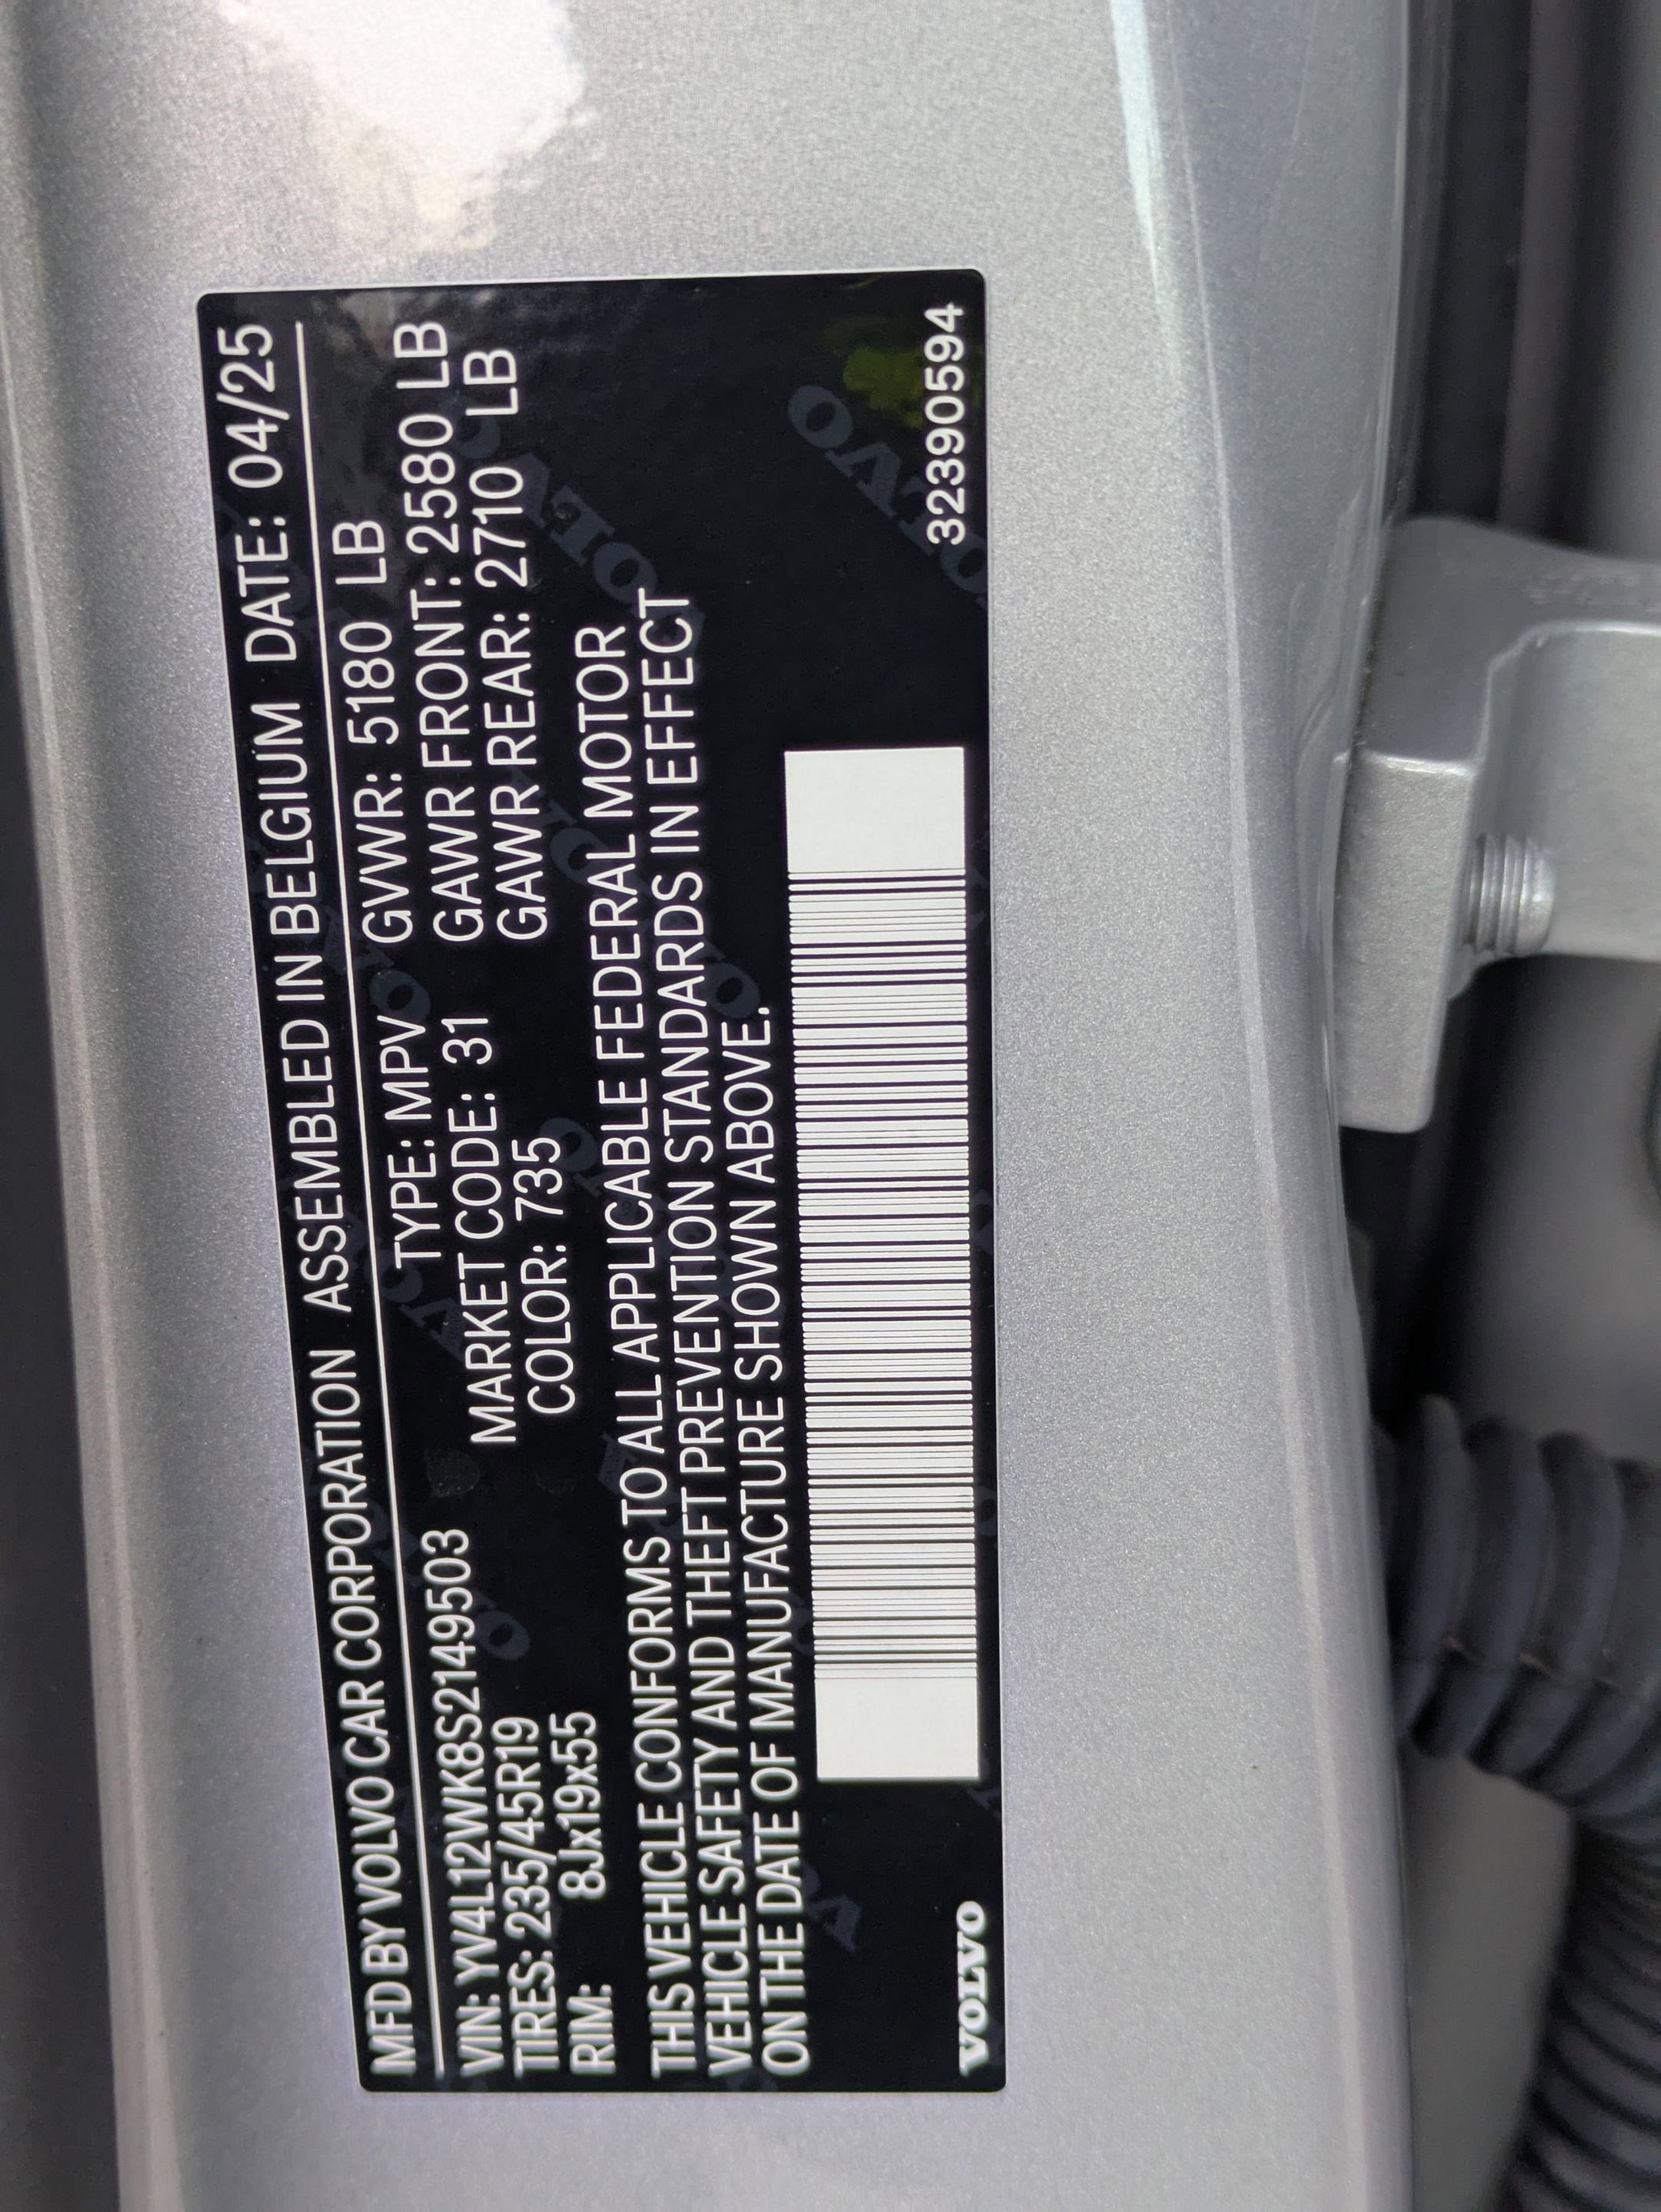 MFD BY VOLVO CAR CORPORATION ASSEMBLED IN BELGIUM DATE: 04/25
VIN: YV4L12WK8S2149503 TYPE: MPV GVWR: 5180 LB
TIRES: 235/45R19 MARKET CODE: 31 GAWR FRONT: 2580 LB
RIM: 8Jx19x55 COLOR: 735 GAWR REAR: 2710 LB
THIS VEHICLE CONFORMS TO ALL APPLICABLE FEDERAL MOTOR
VEHICLE SAFETY AND THEFT PREVENTION STANDARDS IN EFFECT
ON THE DATE OF MANUFACTURE SHOWN ABOVE.
VOLVO 32390594